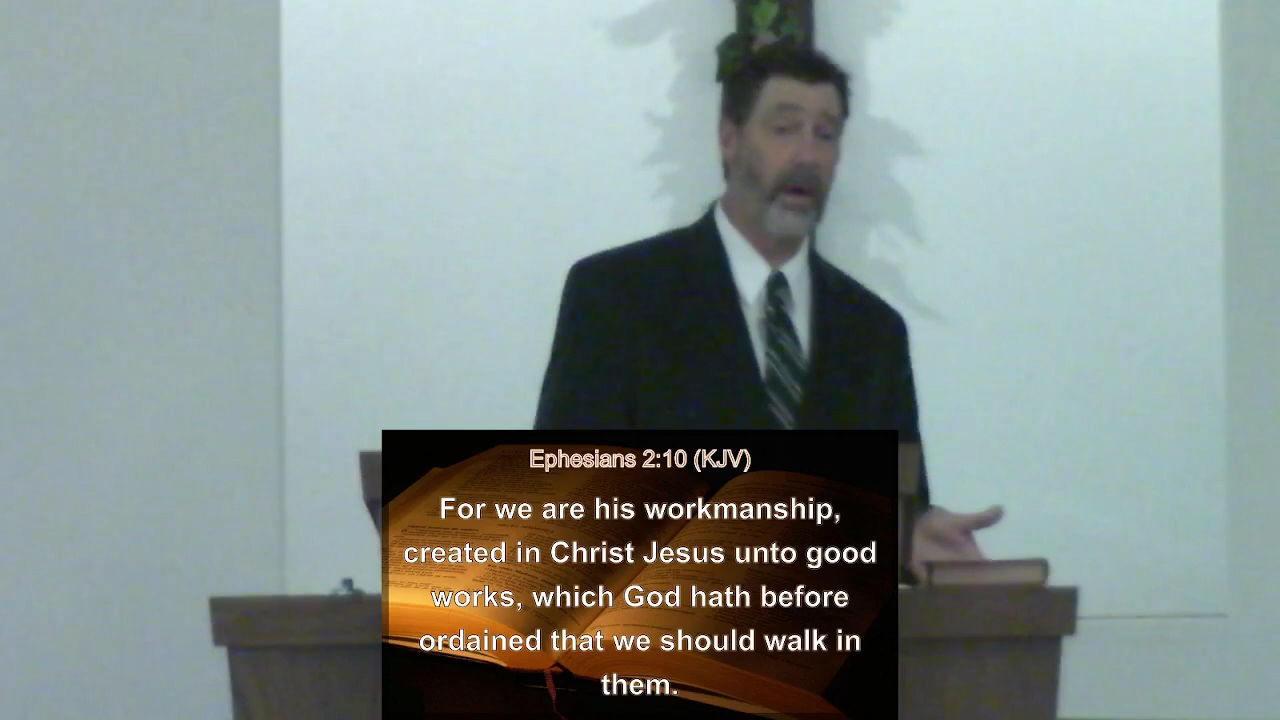 Ephesians 2:10 (KJV)
For we are his workmanship,
created in Christ Jesus unto good
works, which God hath before
ordained that we should walk in
them.